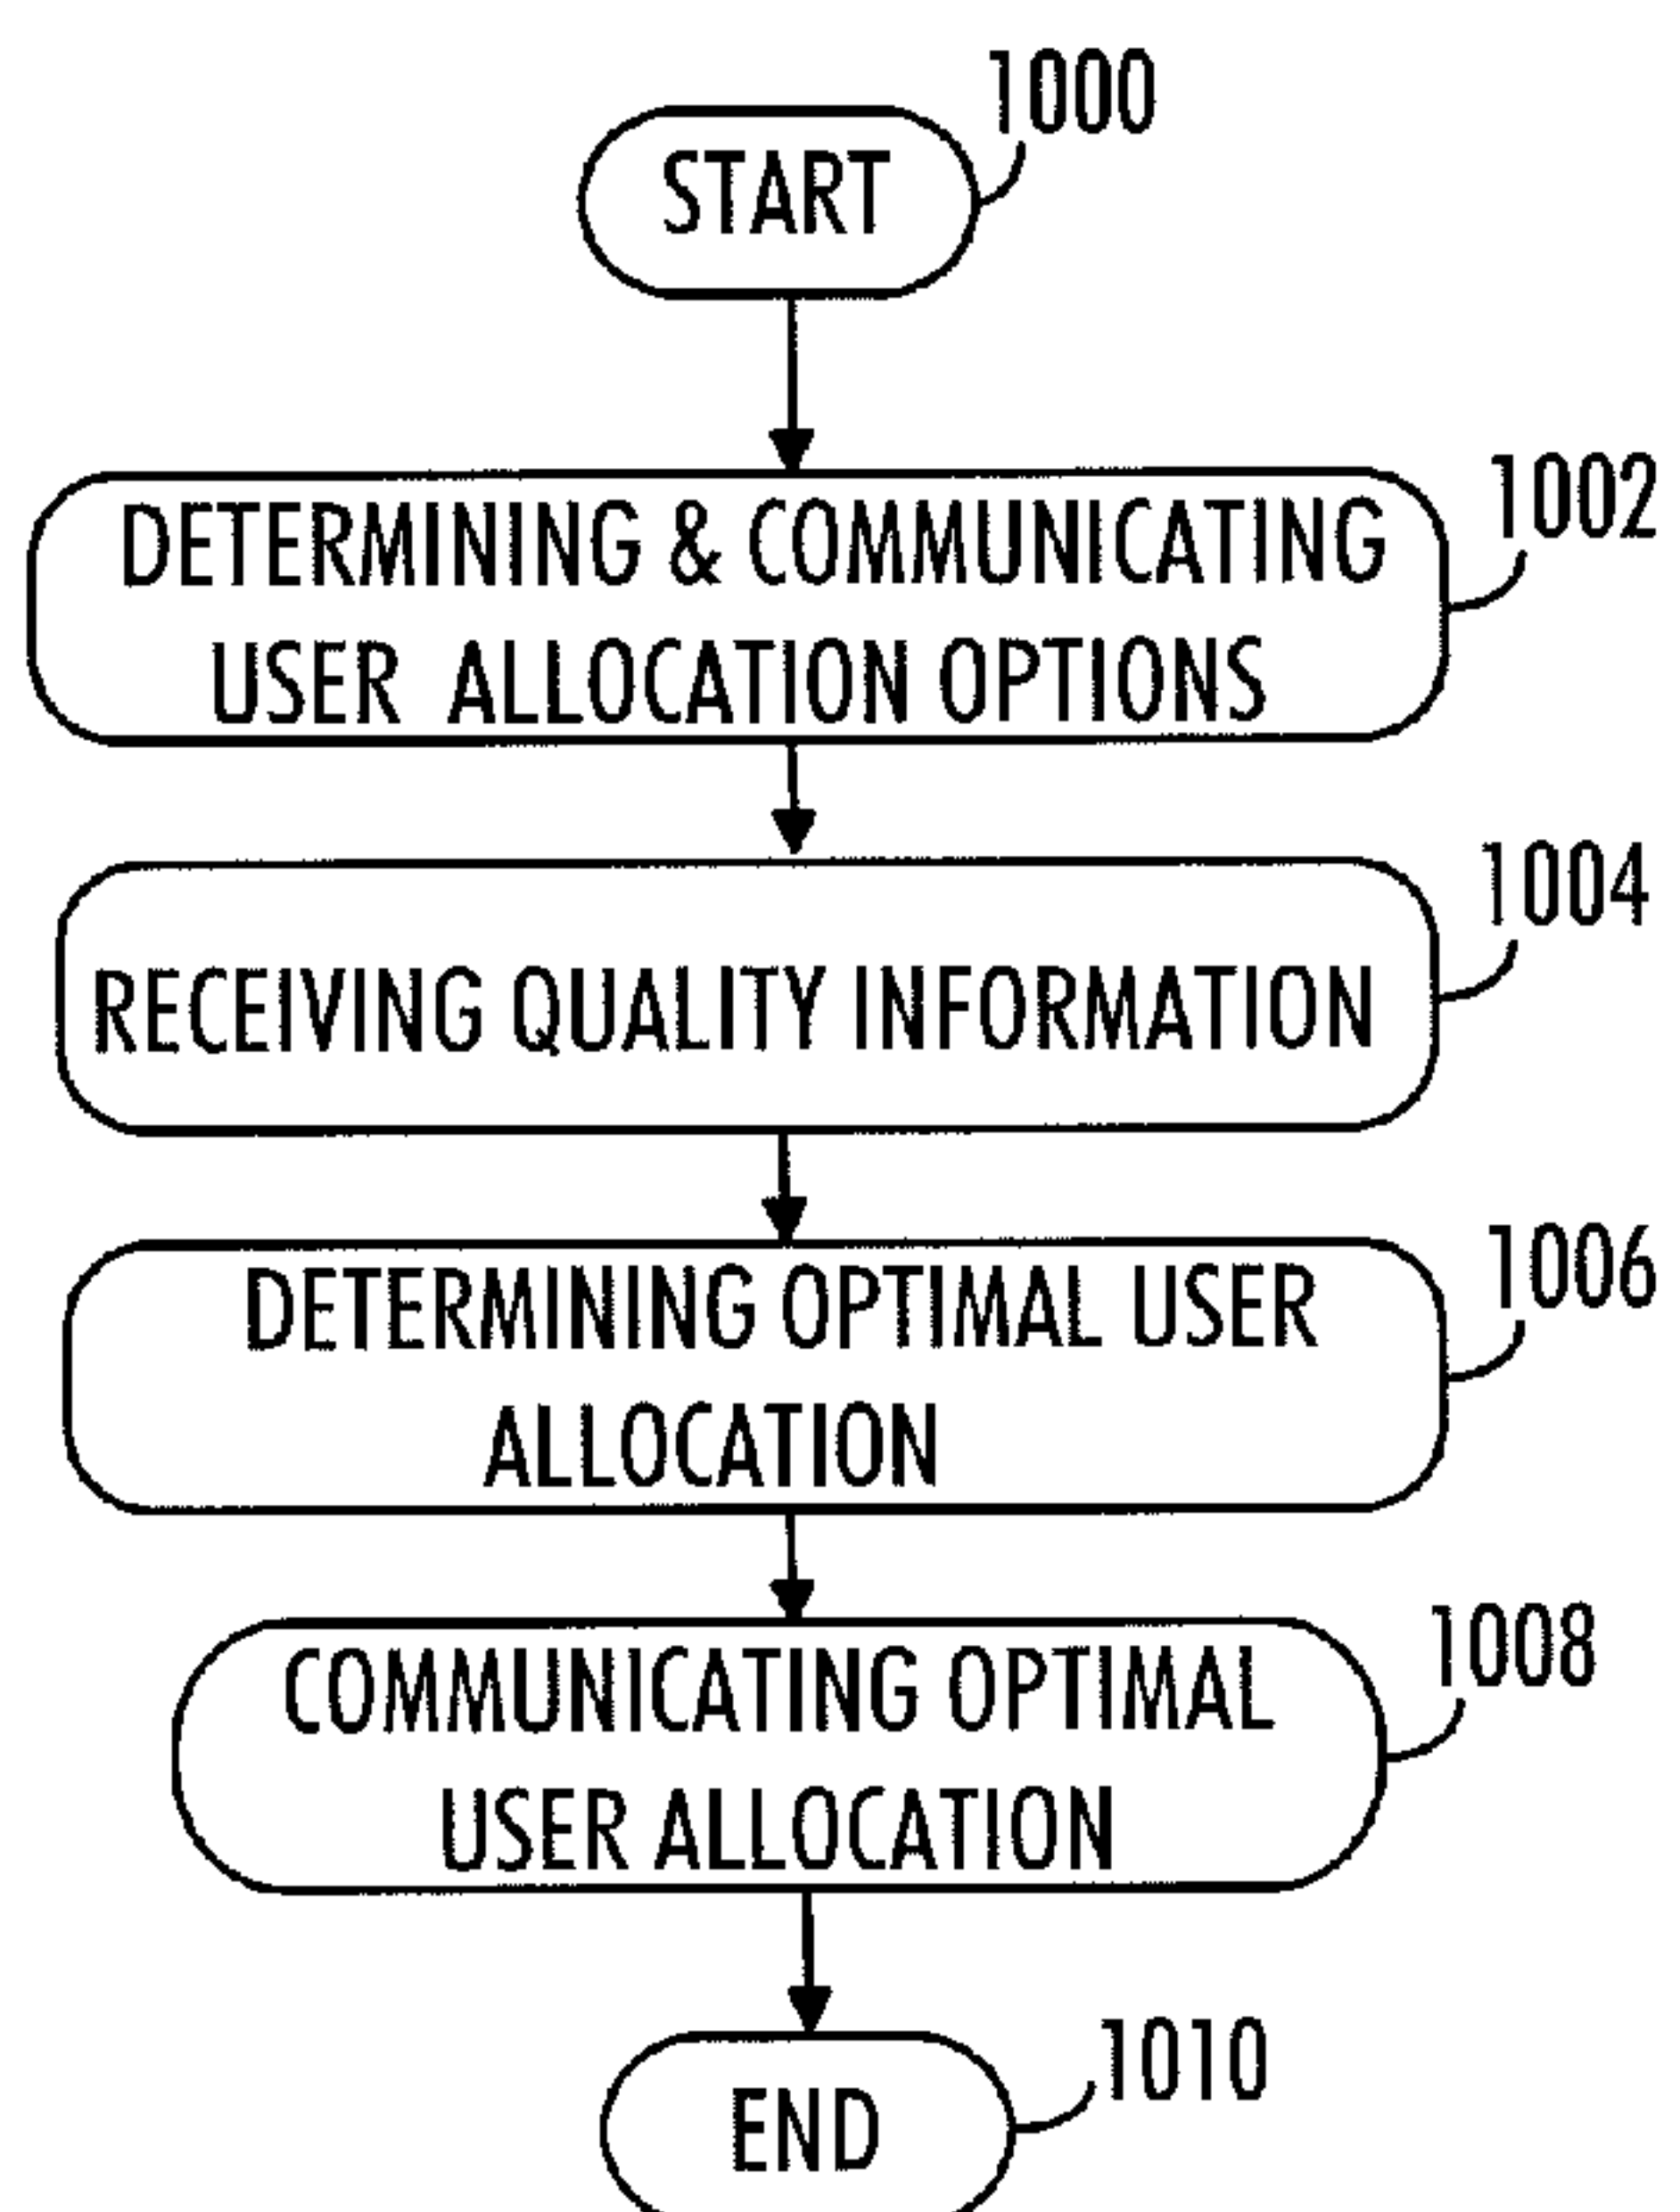 1000
START
1002
DETERMINING & COMMUNICATING
USER ALLOCATION OPTIONS
1004
RECEIVING QUALITY INFORMATION
1006
DETERMINING OPTIMAL USER
ALLOCATION
1008
COMMUNICATING OPTIMAL
USER ALLOCATION
1010
END